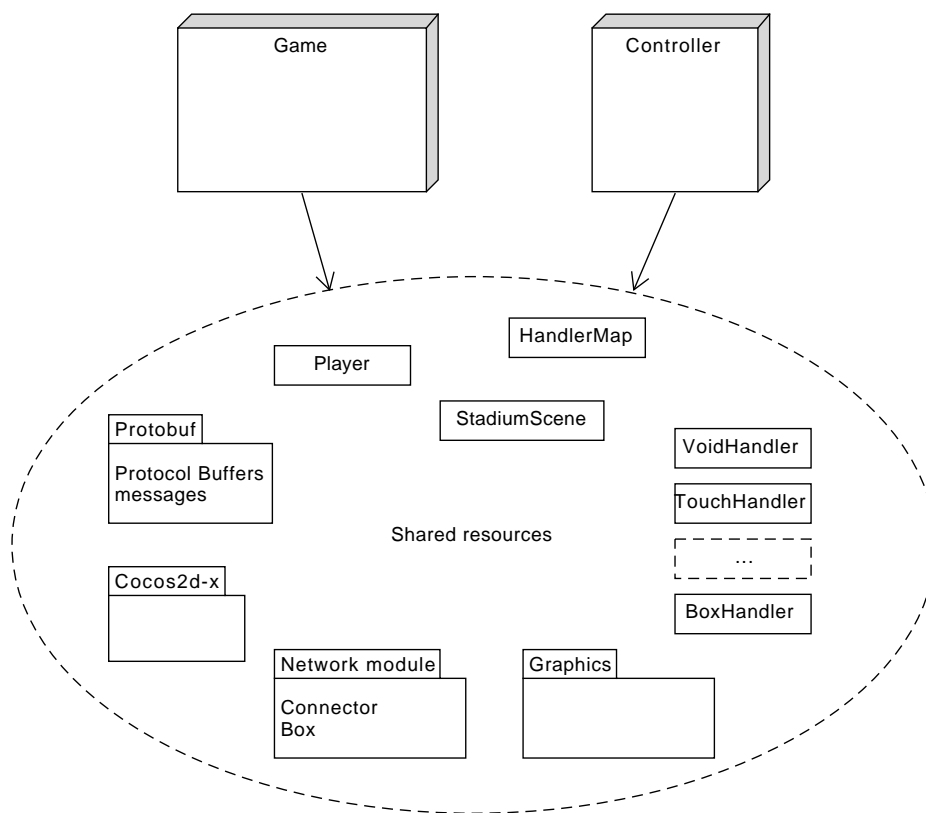 Game
Controller
HandlerMap
Player
StadiumScene
Protobuf
Protocol Buffers
messages
VoidHandler
TouchHandler
Shared resources
...
Cocos2d-x
BoxHandler
Network module
Connector
Box
Graphics